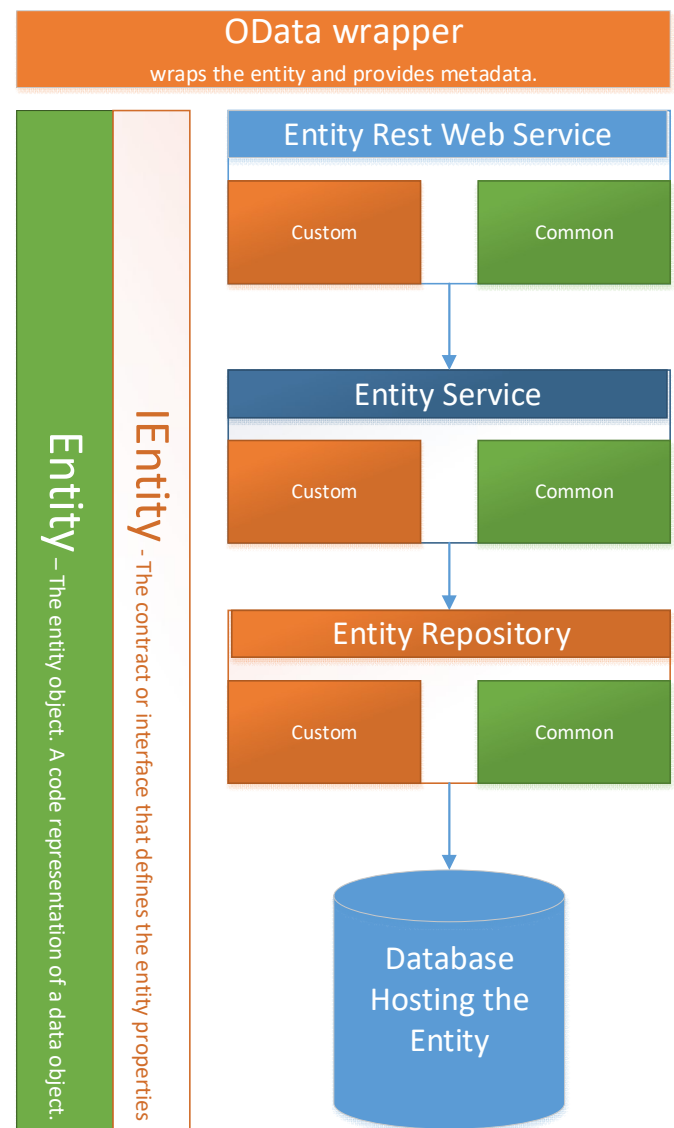 OData wrapper
wraps the entity and provides metadata.
Entity – The entity object. A code representation of a data object.
IEntity - The contract or interface that defines the entity properties
Entity Rest Web Service
Custom
Common
Entity Service
Custom
Common
Entity Repository
Custom
Common
Database
Hosting the
Entity